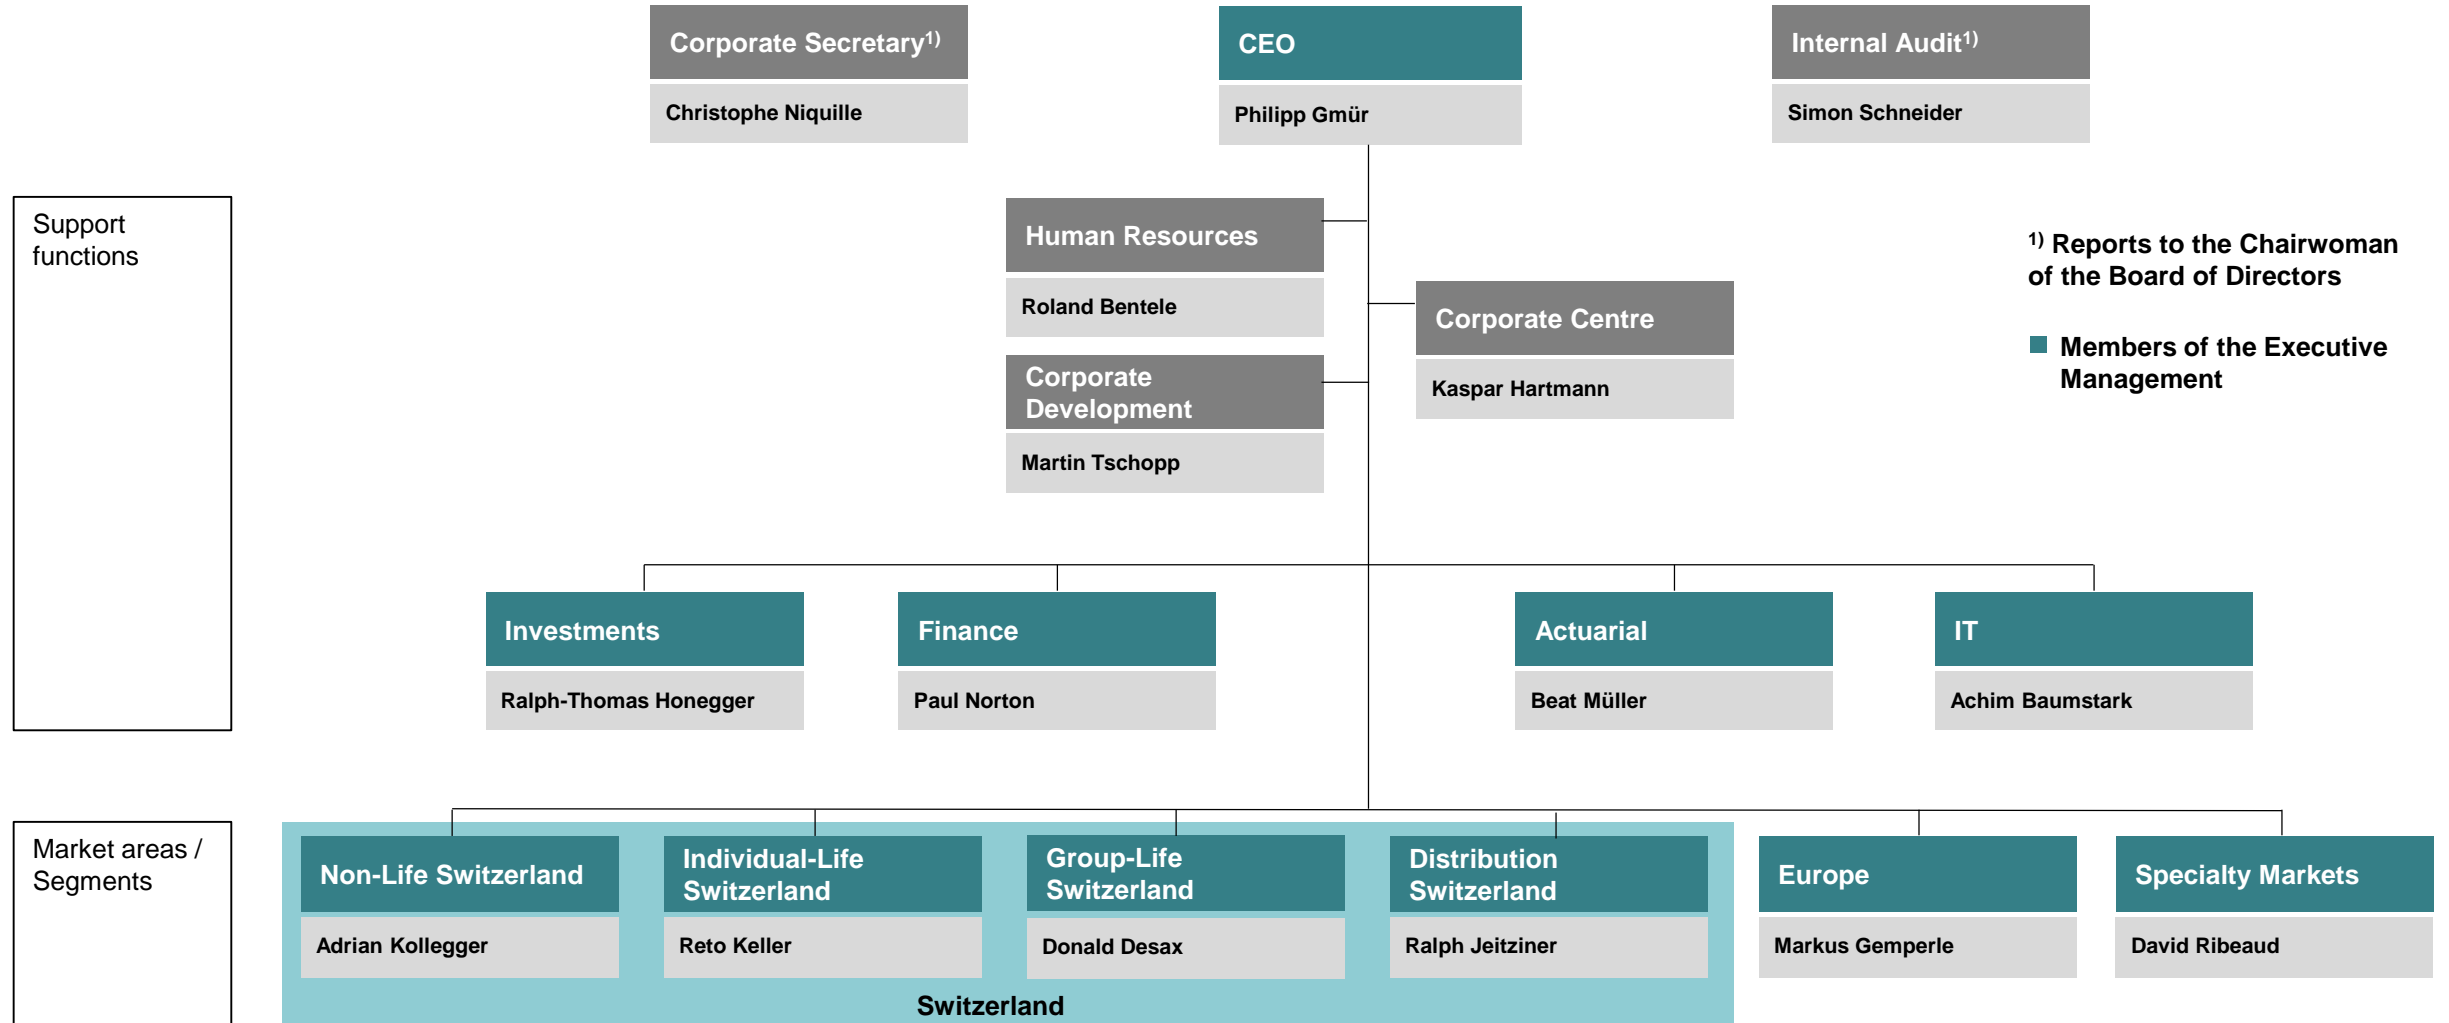 Corporate Secretary1)
Christophe Niquille
CEO
Philipp Gmür
Internal Audit1)
Simon Schneider
Support
functions
Human Resources
Roland Bentele
Corporate Centre
Kaspar Hartmann
Corporate
Development
Martin Tschopp
1) Reports to the Chairwoman
of the Board of Directors
Members of the Executive
Management
Investments
Ralph-Thomas Honegger
Finance
Paul Norton
Actuarial
Beat Müller
IT
Achim Baumstark
Market areas /
Segments
Non-Life Switzerland
Adrian Kollegger
Individual-Life
Switzerland
Reto Keller
Group-Life
Switzerland
Donald Desax
Distribution
Switzerland
Ralph Jeitziner
Europe
Markus Gemperle
Specialty Markets
David Ribeaud
Switzerland